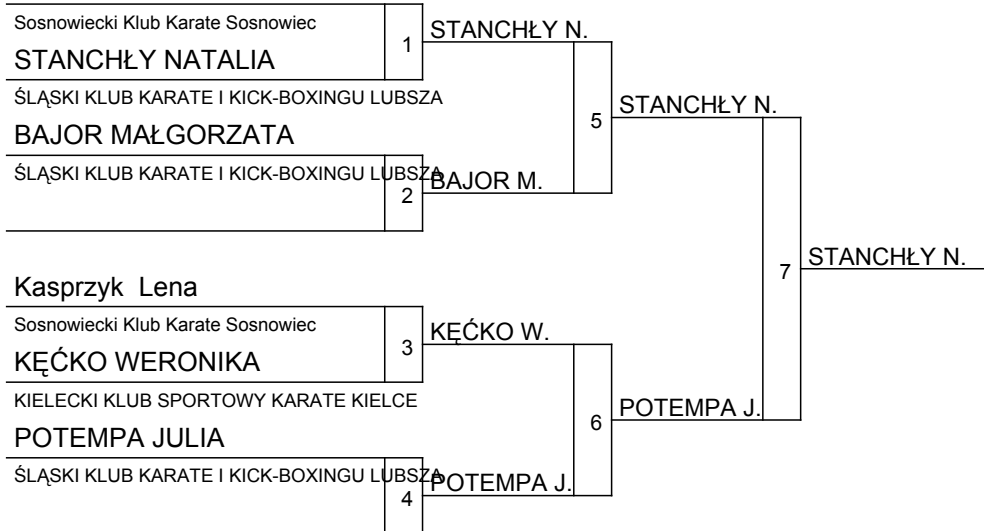 Sosnowiecki Klub Karate Sosnowiec
1
STANCHŁY N.
STANCHŁY NATALIA
ŚLĄSKI KLUB KARATE I KICK-BOXINGU LUBSZA
5
STANCHŁY N.
BAJOR MAŁGORZATA
ŚLĄSKI KLUB KARATE I KICK-BOXINGU LUBSZA
2
BAJOR M.
7
STANCHŁY N.
Kasprzyk Lena
Sosnowiecki Klub Karate Sosnowiec
3
KĘĆKO W.
KĘĆKO WERONIKA
KIELECKI KLUB SPORTOWY KARATE KIELCE
6
POTEMPA J.
POTEMPA JULIA
ŚLĄSKI KLUB KARATE I KICK-BOXINGU LUBSZA
4
POTEMPA J.